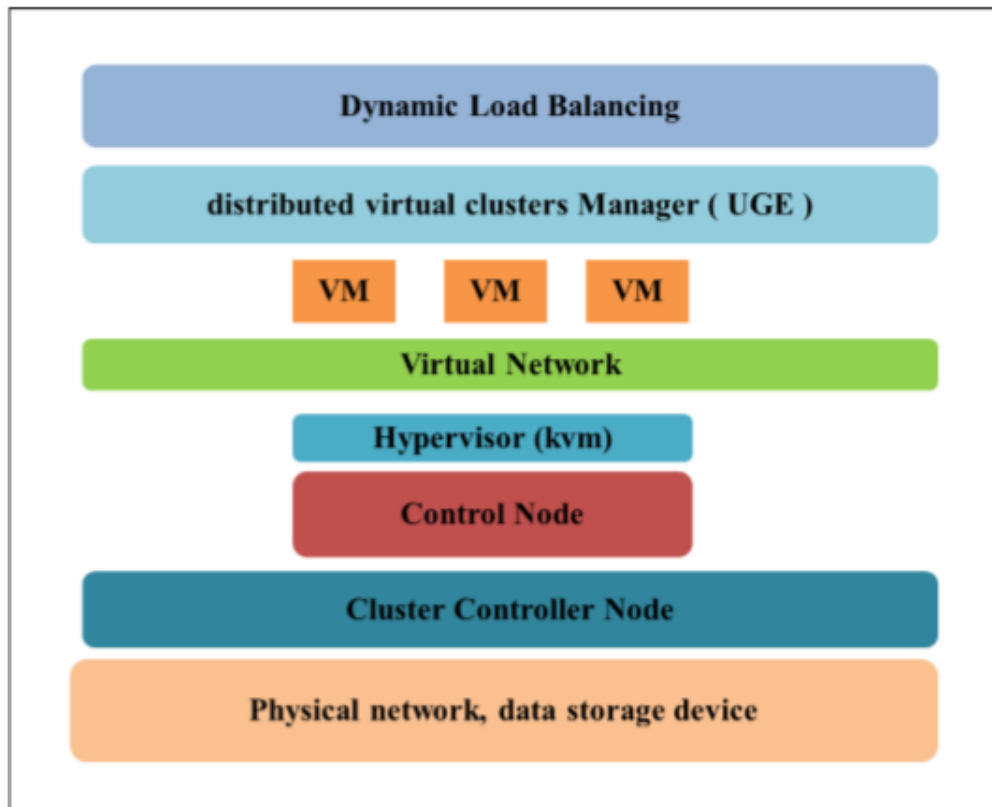 Dynamic Load Balancing
distributed virtual clusters Manager ( UGE )
VM VM VM
Virtual Network
Hypervisor (kvm)
Control Node
Cluster Controller Node
Physical network, data storage device